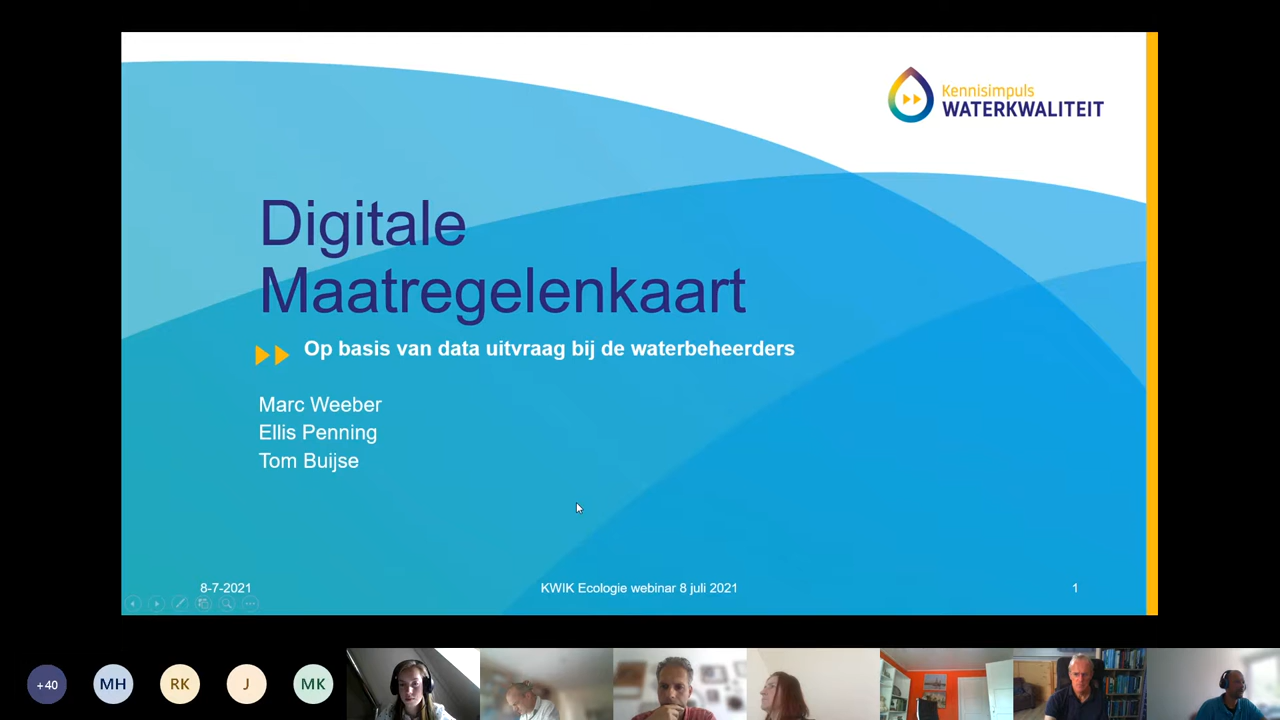 Kennisimpuls
WATERKWALITEIT
Digitale
Maatregelenkaart
Op basis van data uitvraag bij de waterbeheerders
Marc Weeber
Ellis Penning
Tom Buijse
8-7-2021
KWIK Ecologie webinar 8 juli 2021
1
+40
MH
RK
J
MK